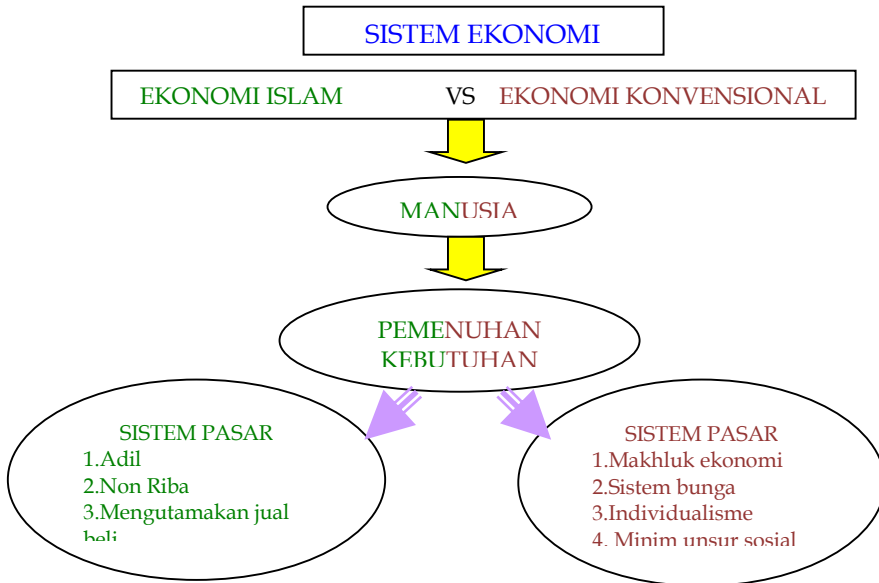 SISTEM EKONOMI
EKONOMI ISLAM VS EKONOMI KONVENSIONAL
MANUSIA
PEMENUHAN
KEBUTUHAN
SISTEM PASAR
1.Adil
2.Non Riba
3.Mengutamakan jual
beli
SISTEM PASAR
1.Makhluk ekonomi
2.Sistem bunga
3.Individualisme
4. Minim unsur sosial